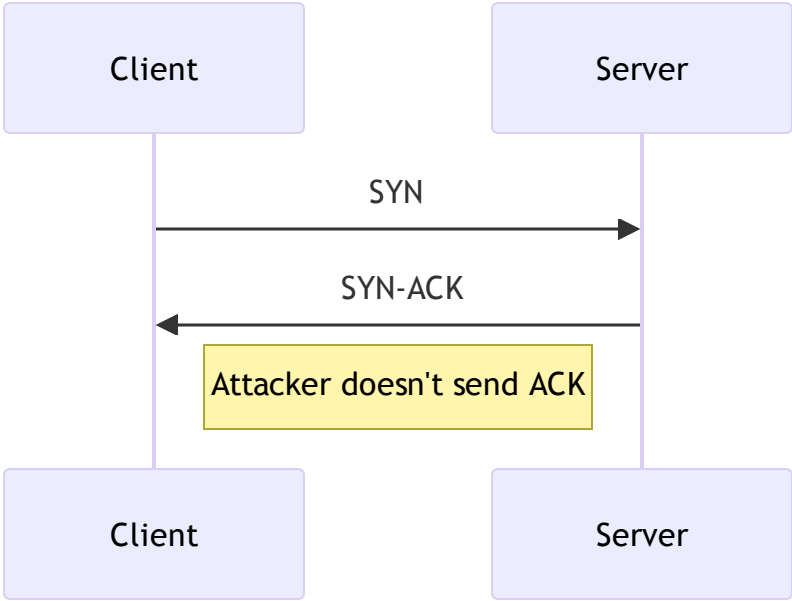 Client
Server
SYN
SYN-ACK
Attacker doesn't send ACK
Client
Server